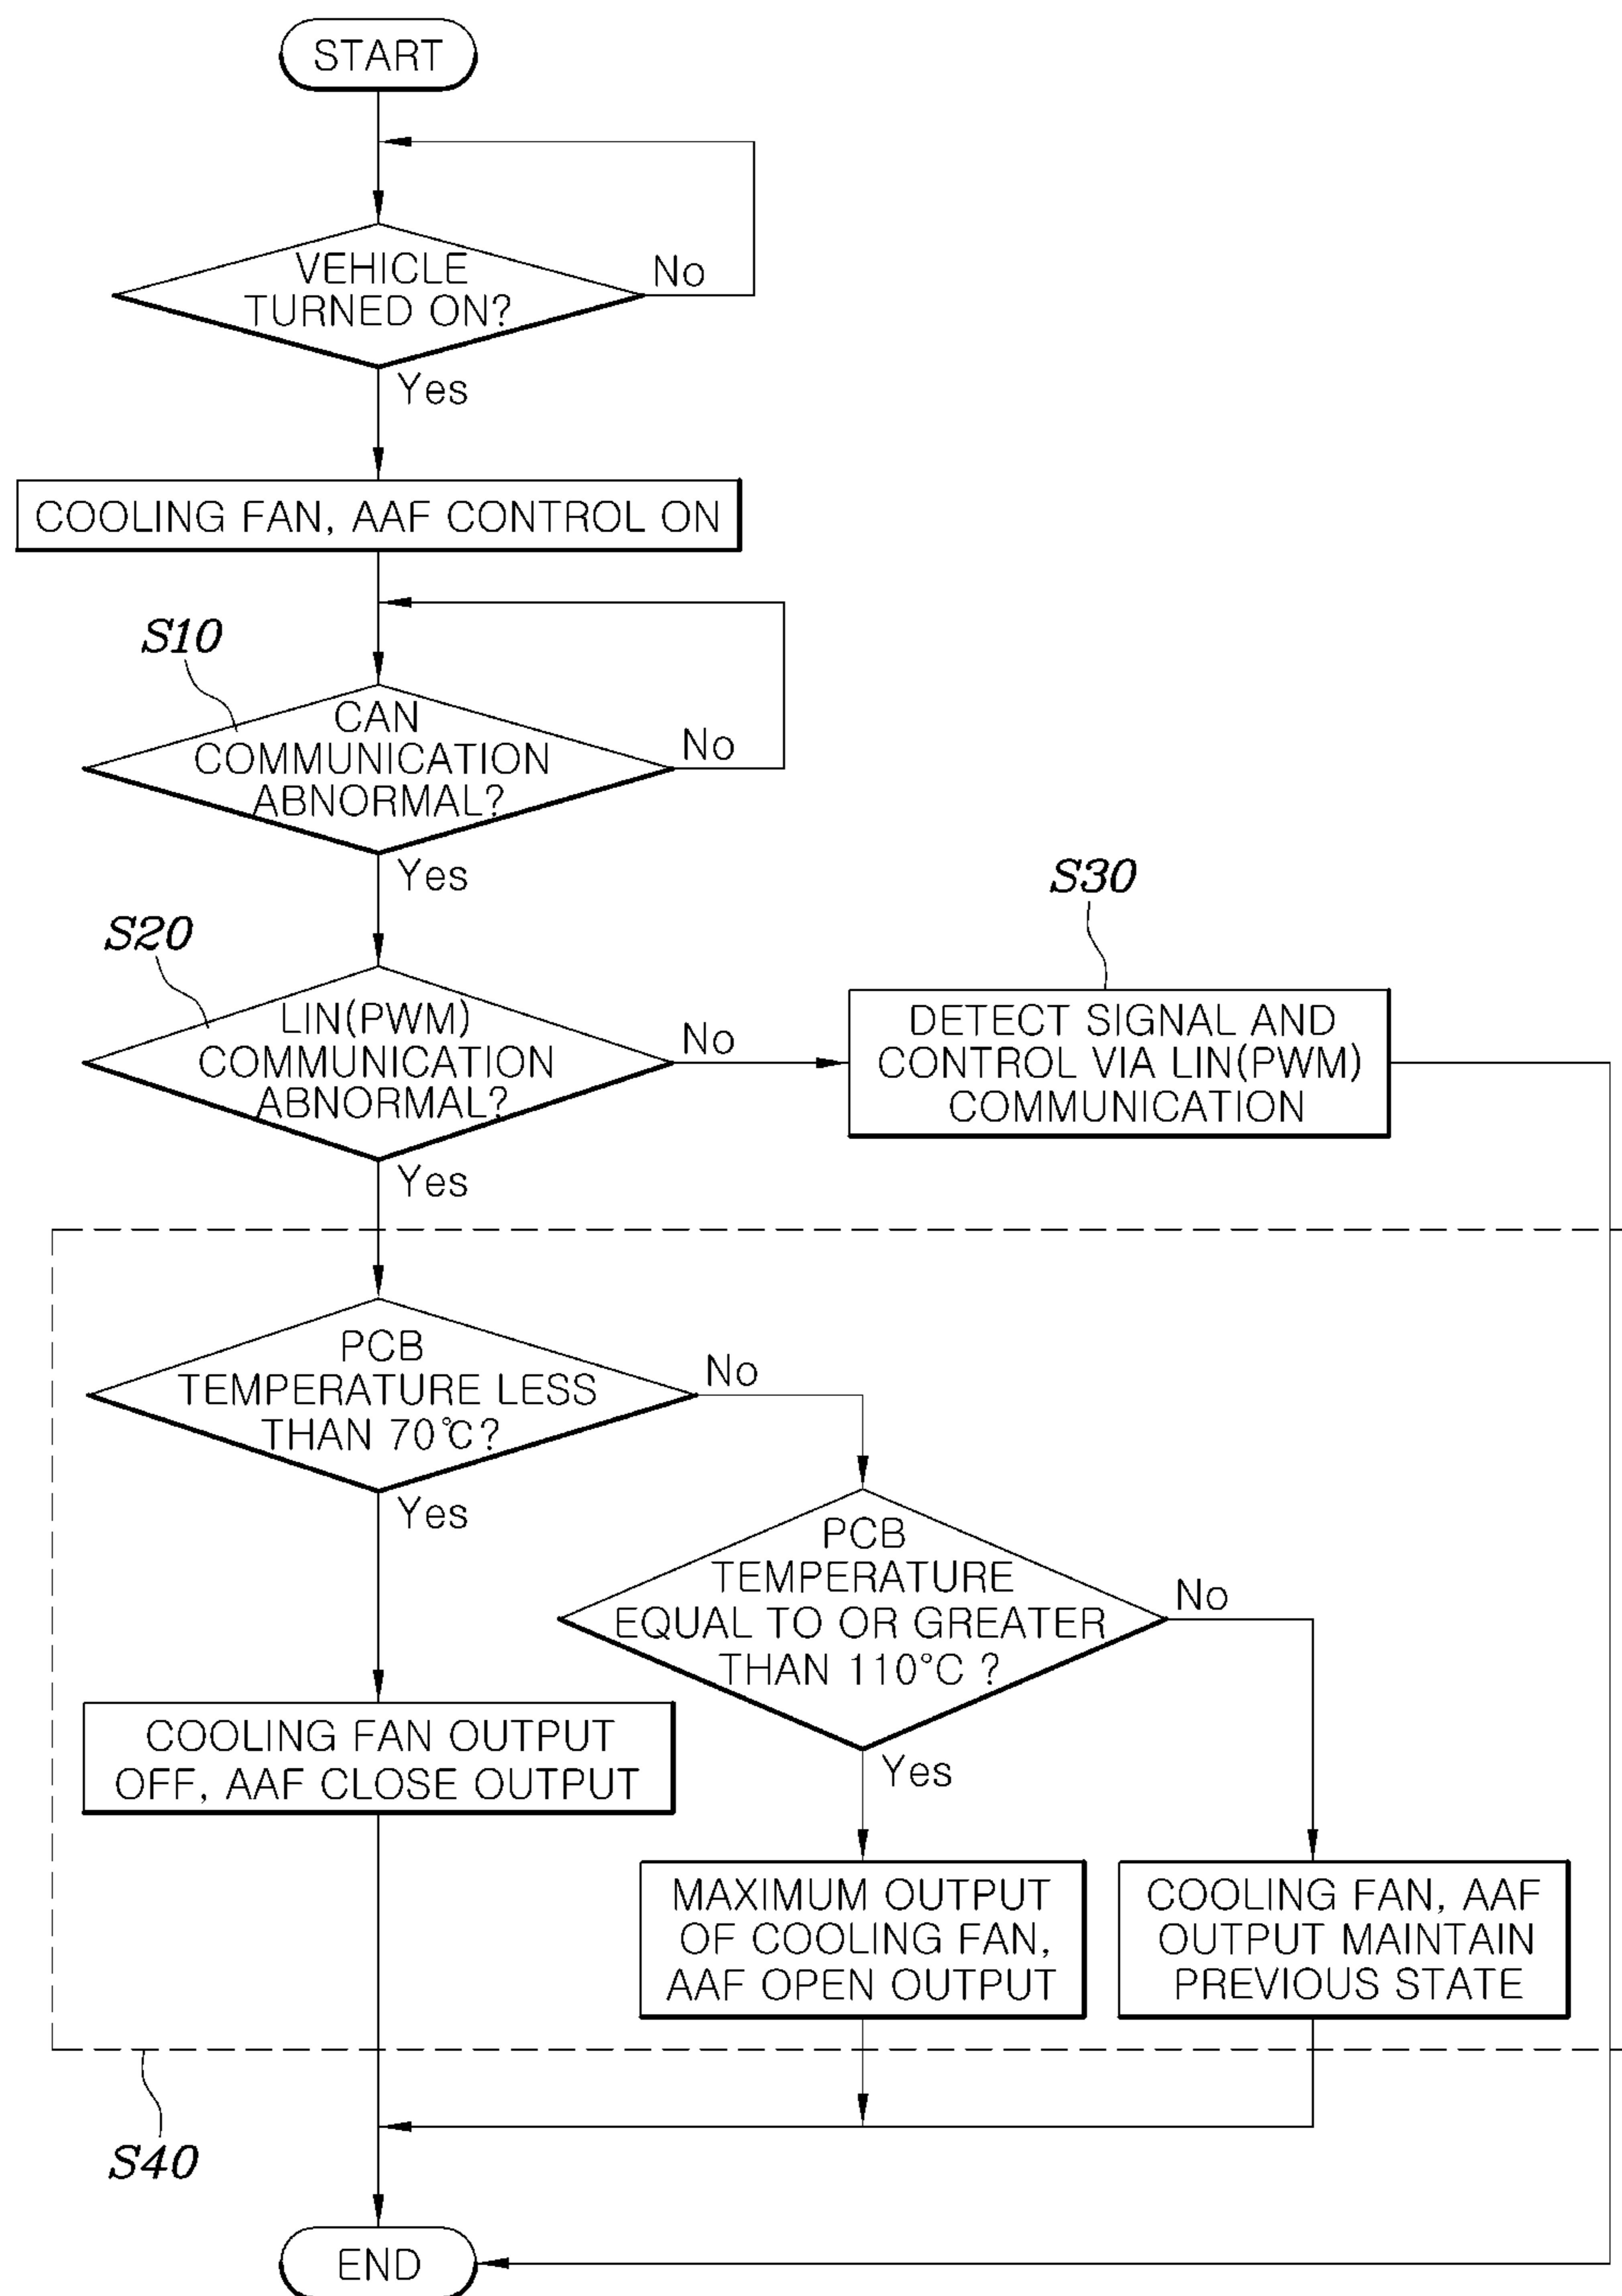 START
VEHICLE
TURNED ON?
No
Yes
COOLING FAN, AAF CONTROL ON
S10
CAN
COMMUNICATION
ABNORMAL?
No
Yes
S20
LIN(PWM)
COMMUNICATION
ABNORMAL?
No
Yes
S30
DETECT SIGNAL AND
CONTROL VIA LIN(PWM)
COMMUNICATION
PCB
TEMPERATURE LESS
THAN 70℃?
No
Yes
PCB
TEMPERATURE
EQUAL TO OR GREATER
THAN 110°C ?
No
Yes
COOLING FAN OUTPUT
OFF, AAF CLOSE OUTPUT
MAXIMUM OUTPUT
OF COOLING FAN,
AAF OPEN OUTPUT
COOLING FAN, AAF
OUTPUT MAINTAIN
PREVIOUS STATE
S40
END